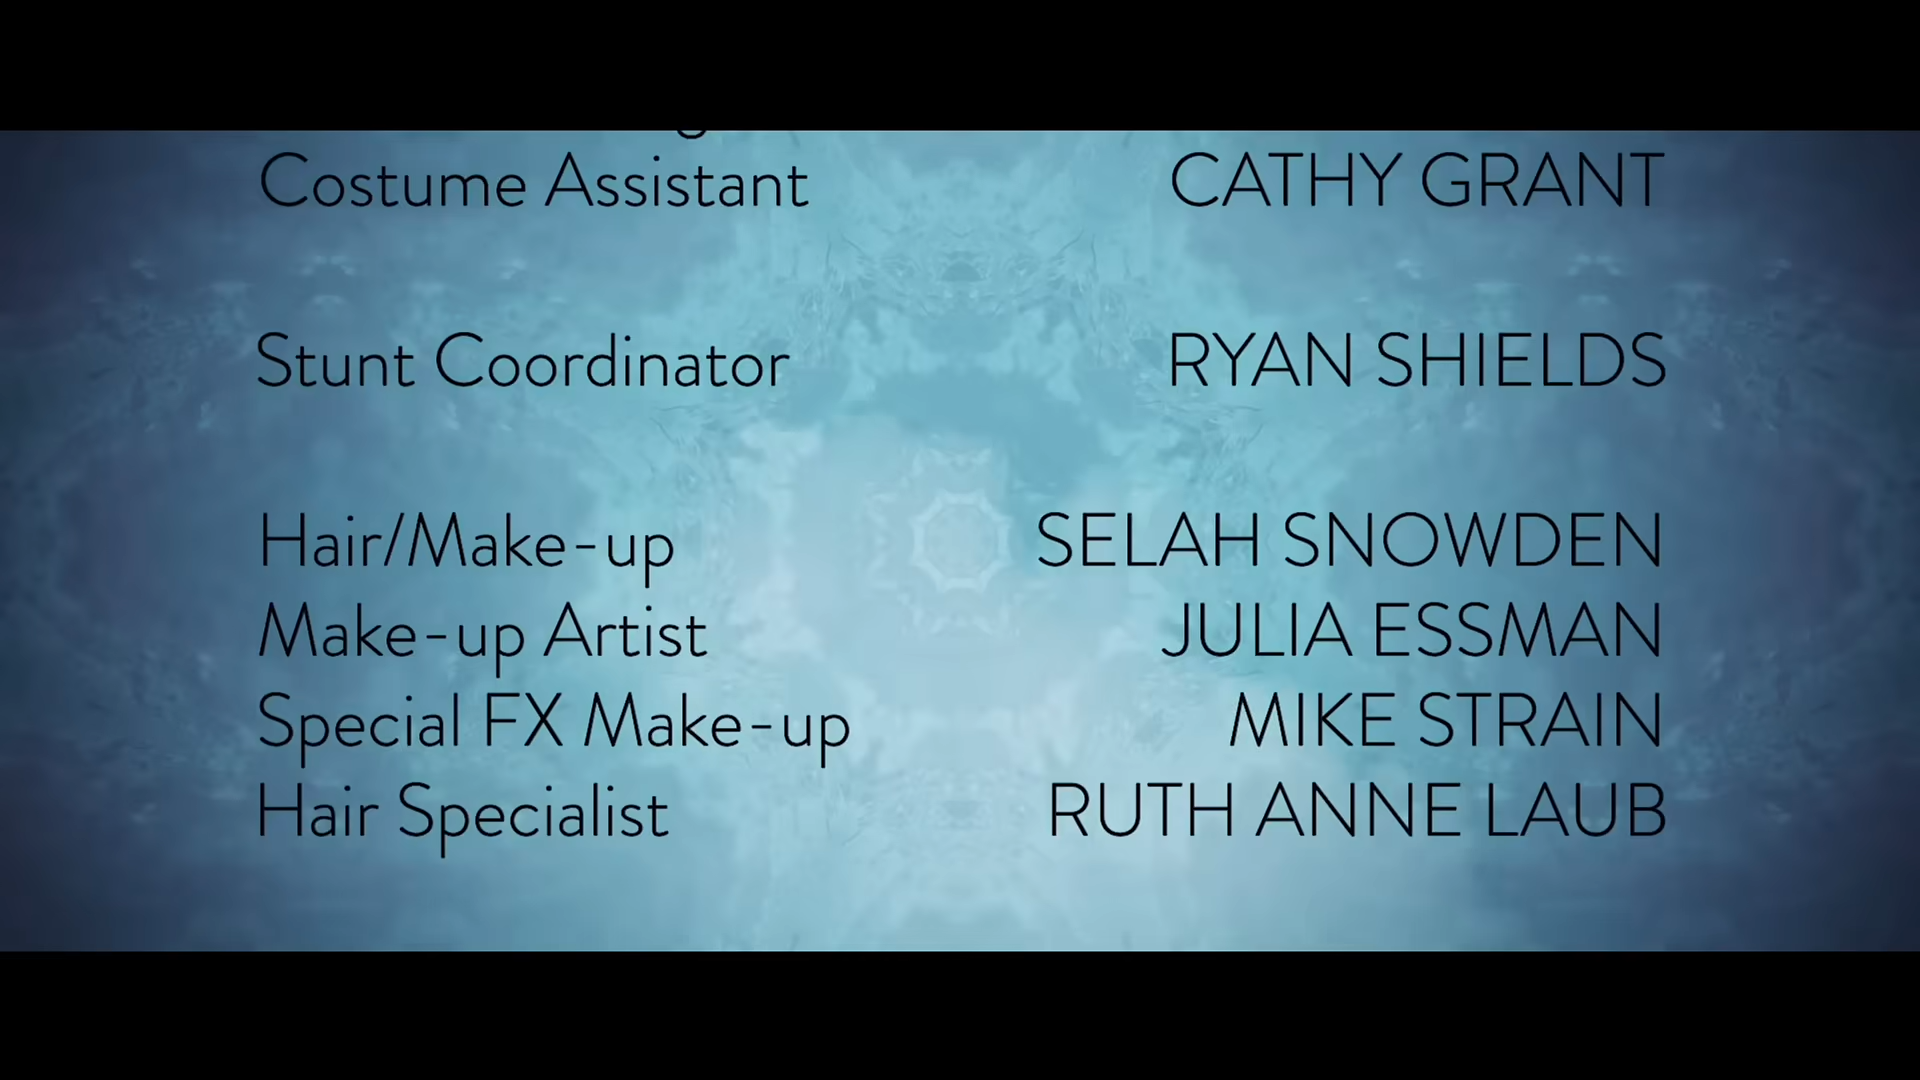 Costume Assistant CATHY GRANT
Stunt Coordinator RYAN SHIELDS
Hair/Make-up SELAH SNOWDEN
Make-up Artist JULIA ESSMAN
Special FX Make-up MIKE STRAIN
Hair Specialist RUTH ANNE LAUB